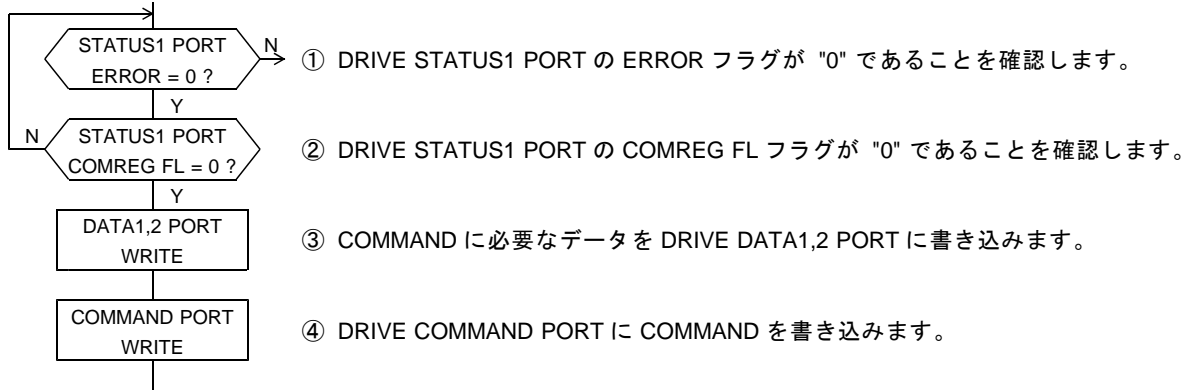 STATUS1 PORT
ERROR = 0 ?
N
① DRIVE STATUS1 PORT の ERROR フラグが "0" であることを確認します。
Y
N
STATUS1 PORT
COMREG FL = 0 ?
② DRIVE STATUS1 PORT の COMREG FL フラグが "0" であることを確認します。
Y
DATA1,2 PORT
WRITE
③ COMMAND に必要なデータを DRIVE DATA1,2 PORT に書き込みます。
COMMAND PORT
WRITE
④ DRIVE COMMAND PORT に COMMAND を書き込みます。